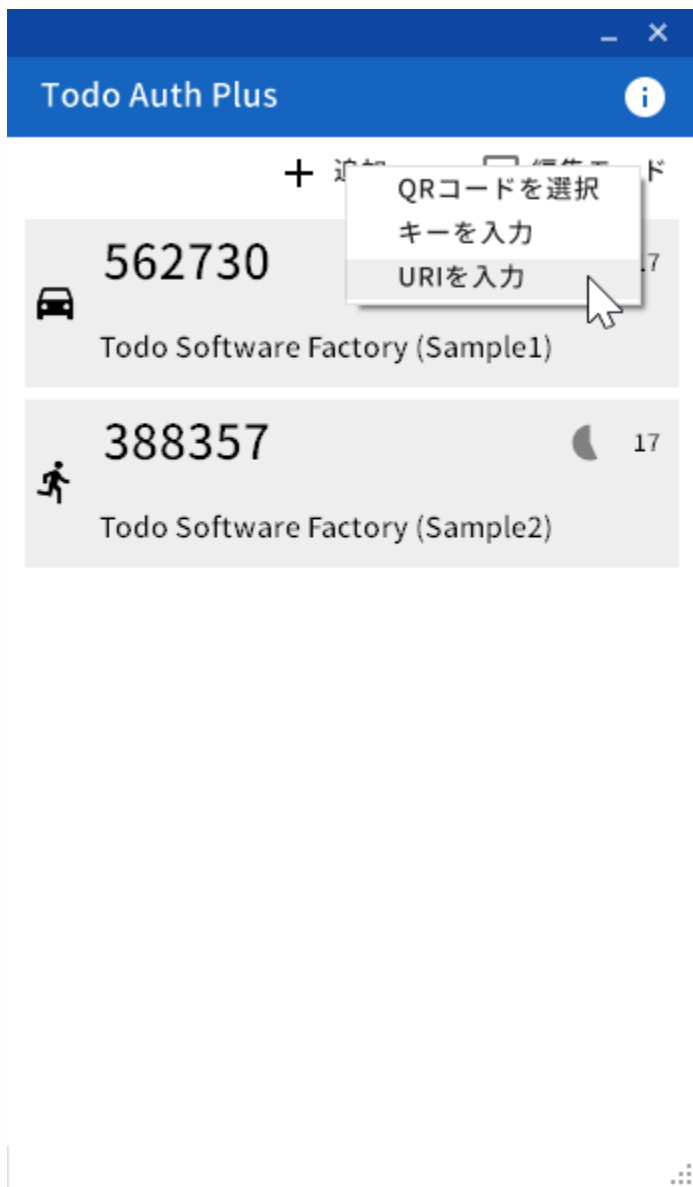 Todo Auth Plus
QRコードを選択
キーを入力
URIを入力
562730
Todo Software Factory (Sample1)
388357
17
Todo Software Factory (Sample2)